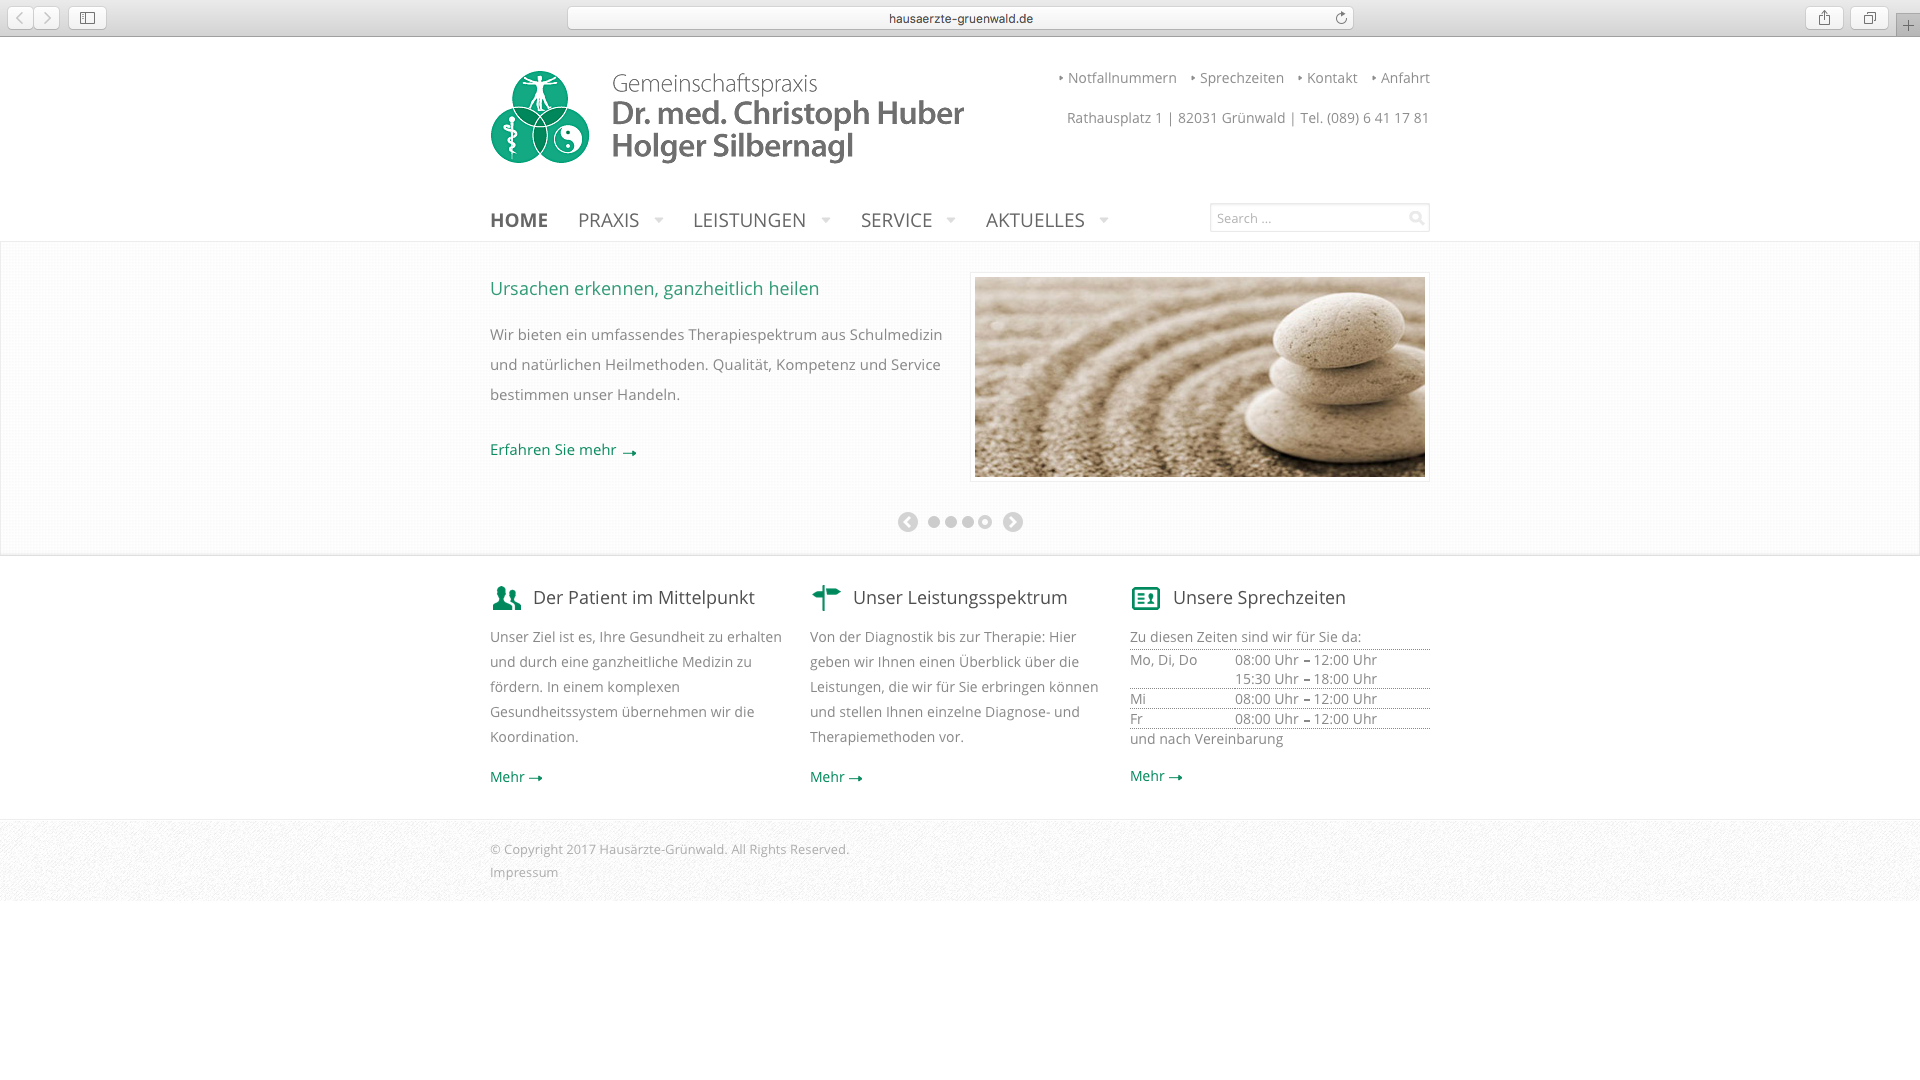 hausaerzte-gruenwald.de
Gemeinschaftspraxis
Dr. med. Christoph Huber
Holger Silbernagl
Notfallnummern Sprechzeiten Kontakt Anfahrt
Rathausplatz 1 | 82031 Grünwald | Tel. (089) 6 41 17 81
HOME PRAXIS LEISTUNGEN SERVICE AKTUELLES
Search ...
Ursachen erkennen, ganzheitlich heilen
Wir bieten ein umfassendes Therapiespektrum aus Schulmedizin
und natürlichen Heilmethoden. Qualität, Kompetenz und Service
bestimmen unser Handeln.
Erfahren Sie mehr
Der Patient im Mittelpunkt
Unser Ziel ist es, Ihre Gesundheit zu erhalten
und durch eine ganzheitliche Medizin zu
fördern. In einem komplexen
Gesundheitssystem übernehmen wir die
Koordination.
Mehr
Unser Leistungsspektrum
Von der Diagnostik bis zur Therapie: Hier
geben wir Ihnen einen Überblick über die
Leistungen, die wir für Sie erbringen können
und stellen Ihnen einzelne Diagnose- und
Therapiemethoden vor.
Mehr
Unsere Sprechzeiten
Zu diesen Zeiten sind wir für Sie da:
Mo, Di, Do 08:00 Uhr – 12:00 Uhr
15:30 Uhr – 18:00 Uhr
Mi 08:00 Uhr – 12:00 Uhr
Fr 08:00 Uhr – 12:00 Uhr
und nach Vereinbarung
Mehr
© Copyright 2017 Hausärzte-Grünwald. All Rights Reserved.
Impressum